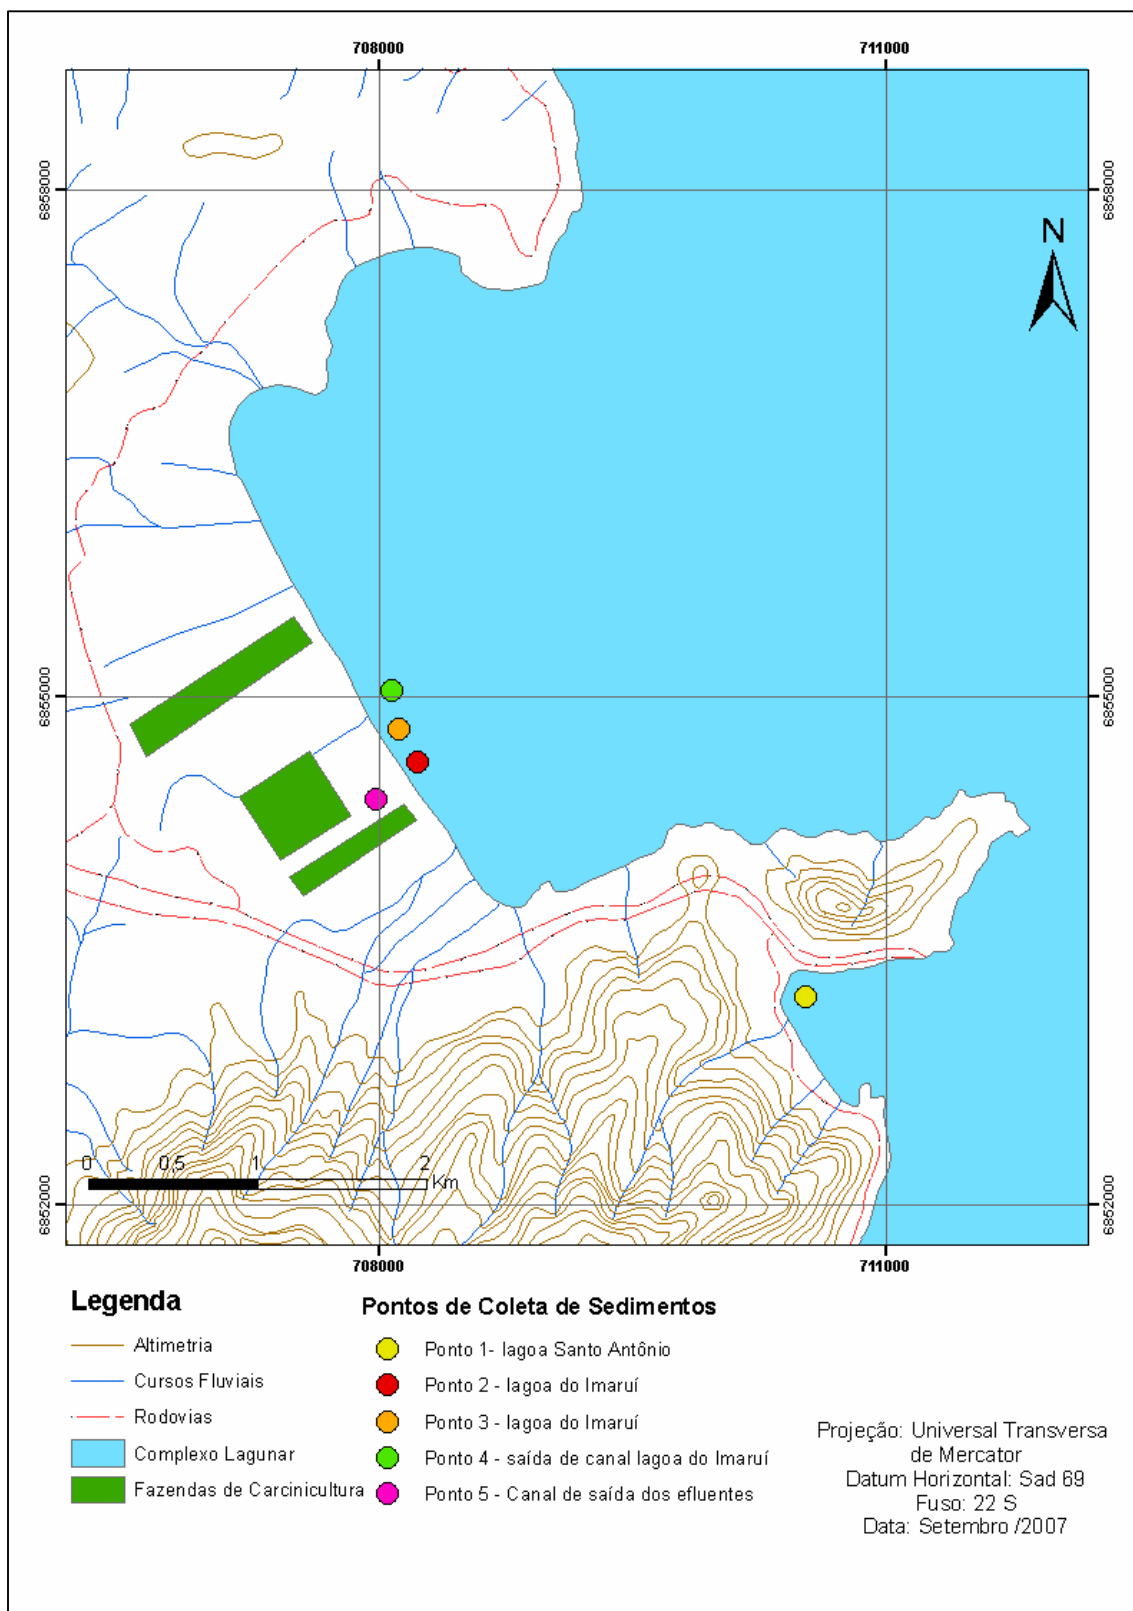 708000
711000
6858000
6858000
N
6855000
6855000
0
0,5
1
2
Km
6852000
6852000
708000
711000
Legenda
Altimetria
Cursos Fluviais
Rodovias
Complexo Lagunar
Fazendas de Carcinicultura
Pontos de Coleta de Sedimentos
Ponto 1- lagoa Santo Antônio
Ponto 2 - lagoa do Imaruí
Ponto 3 - lagoa do Imaruí
Ponto 4 - saída de canal lagoa do Imaruí
Ponto 5 - Canal de saída dos efluentes
Projeção: Universal Transversa
de Mercator
Datum Horizontal: Sad 69
Fuso: 22 S
Data: Setembro /2007